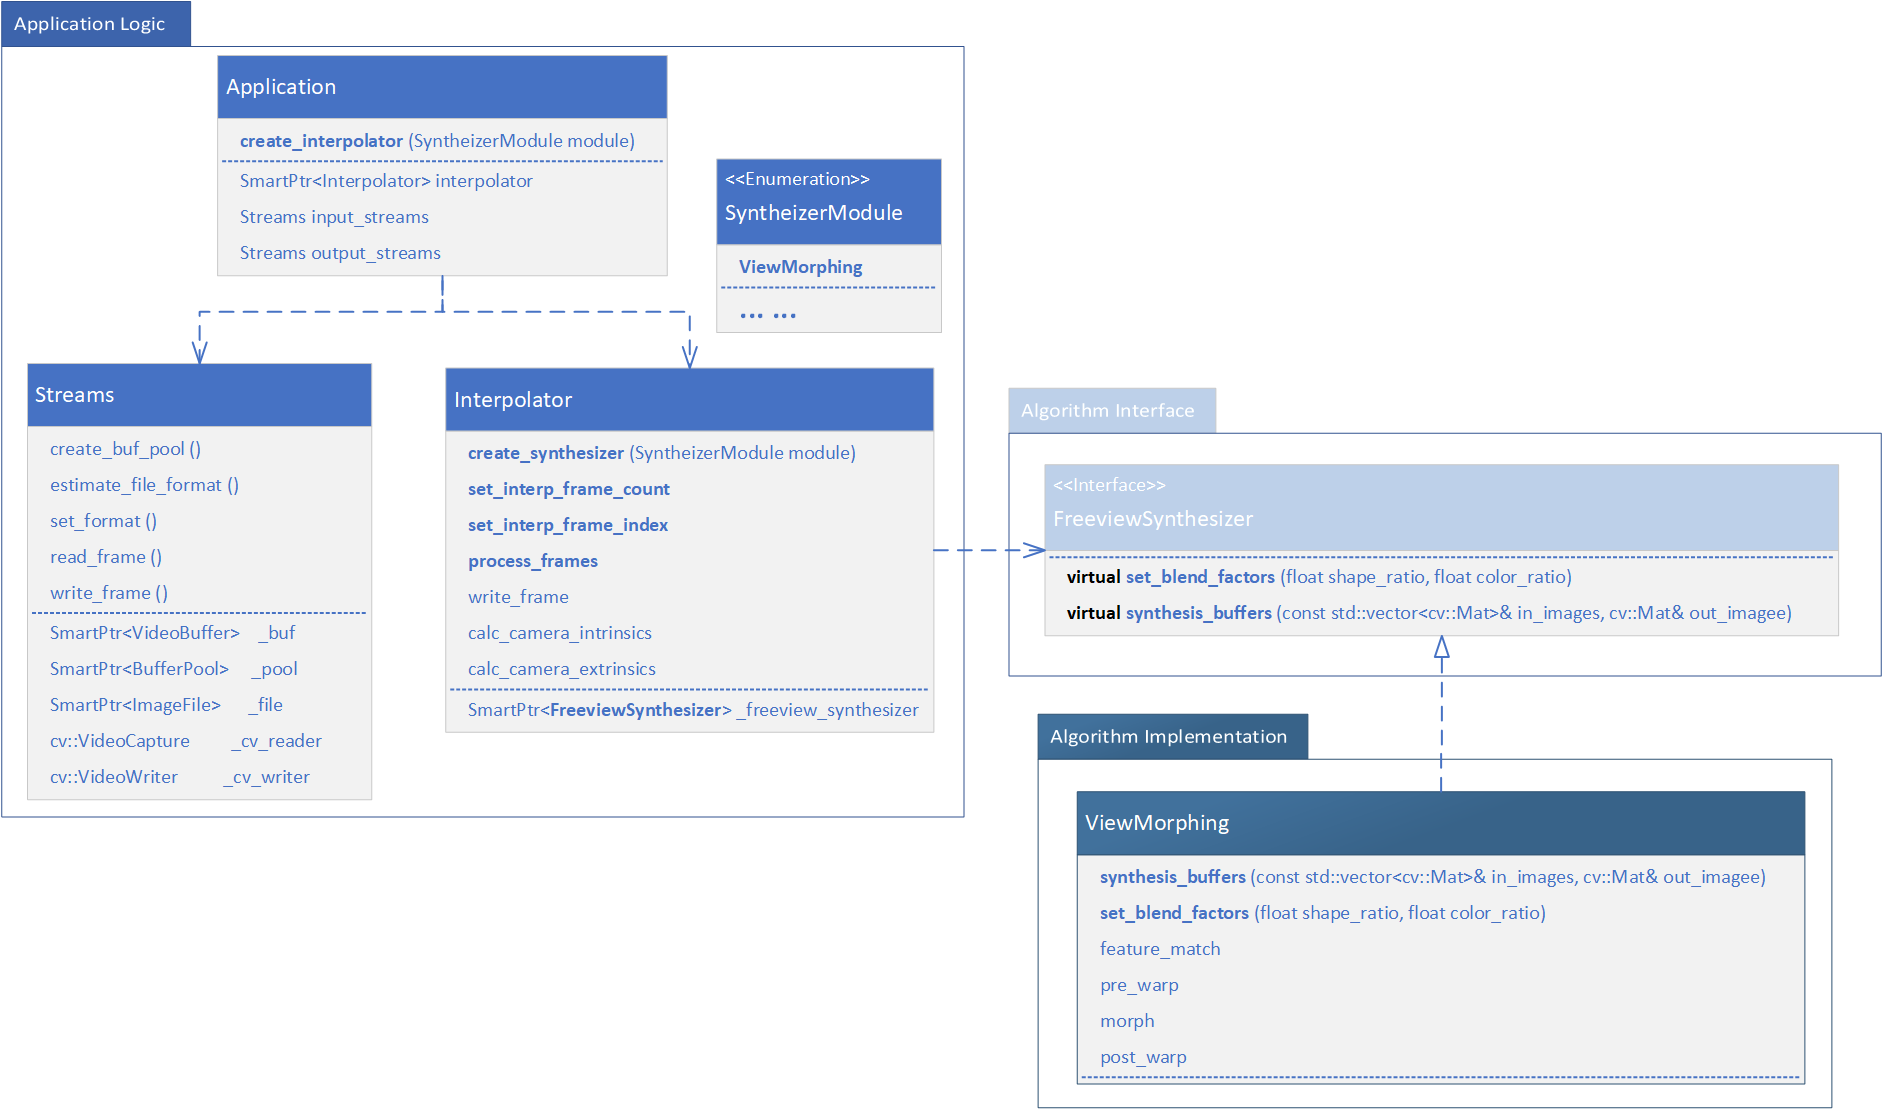 Application Logic
Application
create_interpolator (SyntheizerModule module)
SmartPtr<Interpolator> interpolator
Streams input_streams
Streams output_streams
<<Enumeration>>
SyntheizerModule
ViewMorphing
... ...
Streams
create_buf_pool ()
estimate_file_format ()
set_format ()
read_frame ()
write_frame ()
SmartPtr<VideoBuffer> _buf
SmartPtr<BufferPool> _pool
SmartPtr<ImageFile> _file
cv::VideoCapture _cv_reader
cv::VideoWriter _cv_writer
Interpolator
create_synthesizer (SyntheizerModule module)
set_interp_frame_count
set_interp_frame_index
process_frames
write_frame
calc_camera_intrinsics
calc_camera_extrinsics
SmartPtr<FreeviewSynthesizer> _freeview_synthesizer
Algorithm Interface
<<Interface>>
FreeviewSynthesizer
virtual set_blend_factors (float shape_ratio, float color_ratio)
virtual synthesis_buffers (const std::vector<cv::Mat>& in_images, cv::Mat& out_imagee)
Algorithm Implementation
ViewMorphing
synthesis_buffers (const std::vector<cv::Mat>& in_images, cv::Mat& out_imagee)
set_blend_factors (float shape_ratio, float color_ratio)
feature_match
pre_warp
morph
post_warp